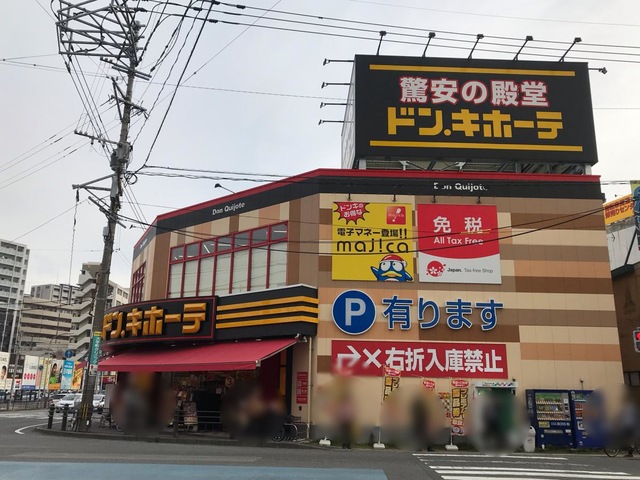 驚安の殿堂
ドン.キホーテ
Don Quijote
Don Quijote
ドンキの
お得な
電子マネー登場!!
majica
免税
All Tax Free
Japan. Tax-free Shop
ドン.キホーテ
P 有ります
右折入庫禁止